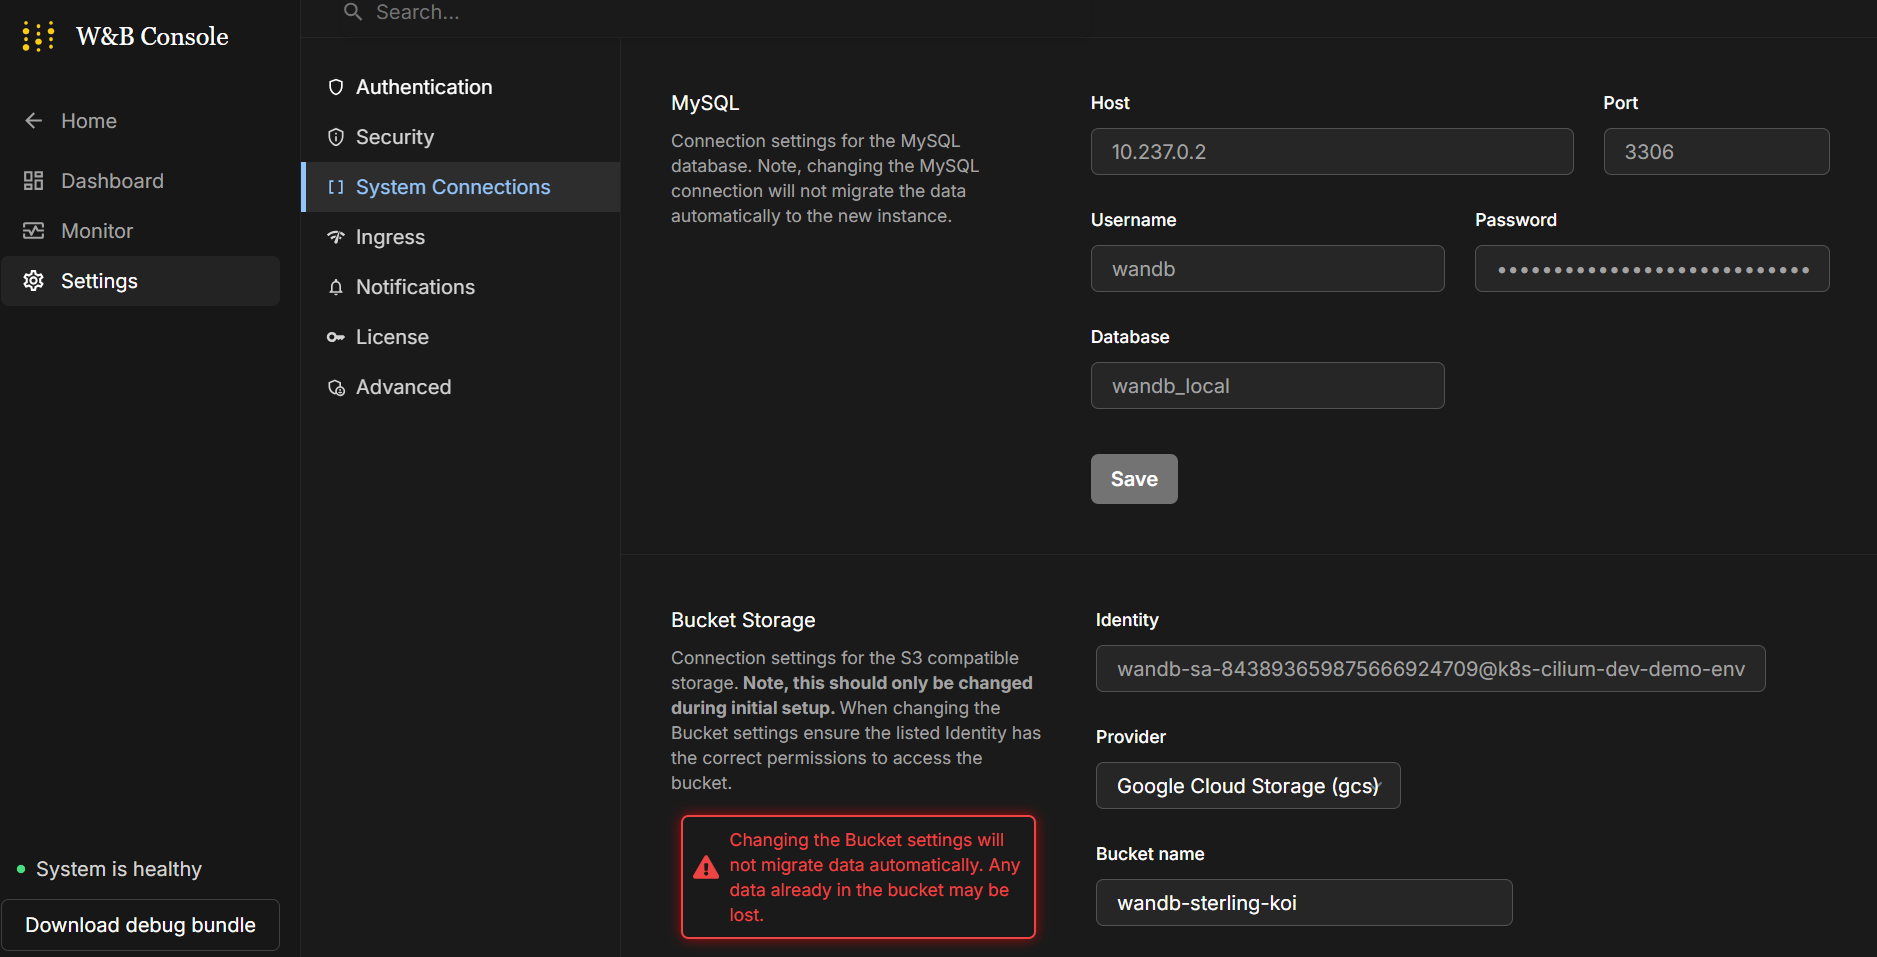 W&B Console
Home
Dashboard
Monitor
Settings
System is healthy
Download debug bundle
Search...
Authentication
Security
System Connections
Ingress
Notifications
License
Advanced
MySQL
Connection settings for the MySQL
database. Note, changing the MySQL
connection will not migrate the data
automatically to the new instance.
Host
10.237.0.2
Port
3306
Username
wandb
Password
••••••••••••••••••••••••••••
Database
wandb_local
Save
Bucket Storage
Connection settings for the S3 compatible
storage. Note, this should only be changed
during initial setup. When changing the
Bucket settings ensure the listed Identity has
the correct permissions to access the
bucket.
Changing the Bucket settings will
not migrate data automatically. Any
data already in the bucket may be
lost.
Identity
wandb-sa-843893659875666924709@k8s-cilium-dev-demo-env
Provider
Google Cloud Storage (gcs)
Bucket name
wandb-sterling-koi